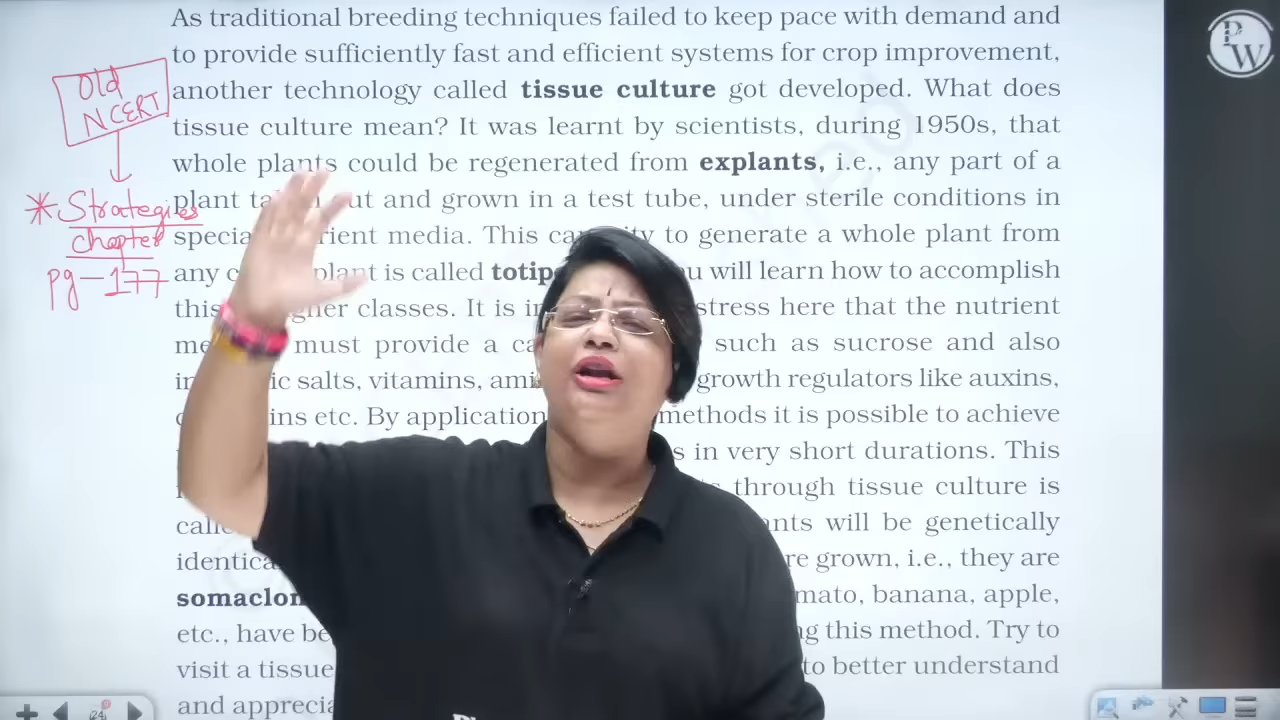 As traditional breeding techniques failed to keep pace with demand and
to provide sufficiently fast and efficient systems for crop improvement,
another technology called tissue culture got developed. What does
tissue culture mean? It was learnt by scientists, during 1950s, that
whole plants could be regenerated from explants, i.e., any part of a
plant ta ut and grown in a test tube, under sterile conditions in
specia rient media. This ca ity to generate a whole plant from
any c plant is called totip u will learn how to accomplish
this gher classes. It is i stress here that the nutrient
me must provide a ca such as sucrose and also
in ic salts, vitamins, ami growth regulators like auxins,
c ins etc. By application methods it is possible to achieve
s in very short durations. This
through tissue culture is
calle nts will be genetically
identica re grown, i.e., they are
somaclon mato, banana, apple,
etc., have be g this method. Try to
visit a tissue to better understand
and apprecia
Old
NCERT
*Strategies
chapter
pg-177
PW
24